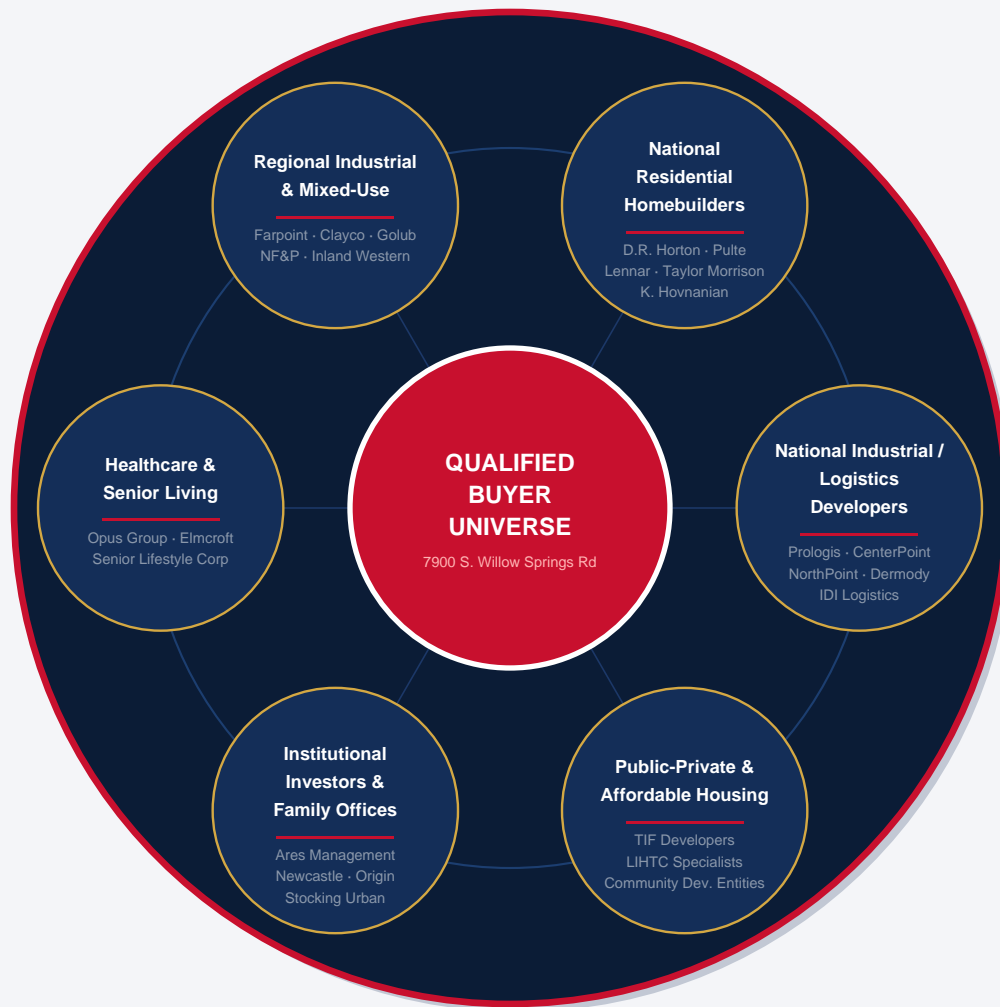 Regional Industrial
& Mixed-Use
Farpoint · Clayco · Golub
NF&P · Inland Western
National
Residential
Homebuilders
D.R. Horton · Pulte
Lennar · Taylor Morrison
K. Hovnanian
Healthcare &
Senior Living
Opus Group · Elmcroft
Senior Lifestyle Corp
QUALIFIED
BUYER
UNIVERSE
7900 S. Willow Springs Rd
National Industrial /
Logistics
Developers
Prologis · CenterPoint
NorthPoint · Dermody
IDI Logistics
Institutional
Investors &
Family Offices
Ares Management
Newcastle · Origin
Stocking Urban
Public-Private &
Affordable Housing
TIF Developers
LIHTC Specialists
Community Dev. Entities